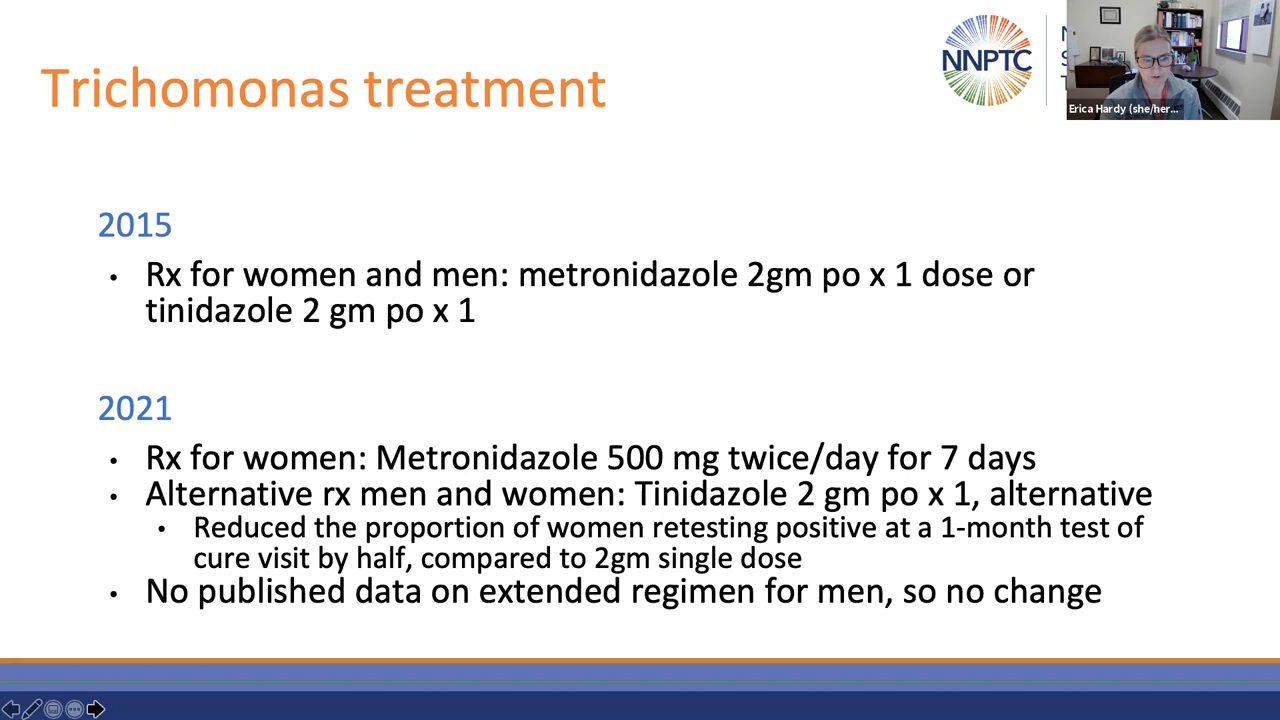 Trichomonas treatment
NNPTC
Erica Hardy (she/her...
2015
• Rx for women and men: metronidazole 2gm po x 1 dose or
tinidazole 2 gm po x 1
2021
• Rx for women: Metronidazole 500 mg twice/day for 7 days
• Alternative rx men and women: Tinidazole 2 gm po x 1, alternative
• Reduced the proportion of women retesting positive at a 1-month test of
cure visit by half, compared to 2gm single dose
• No published data on extended regimen for men, so no change